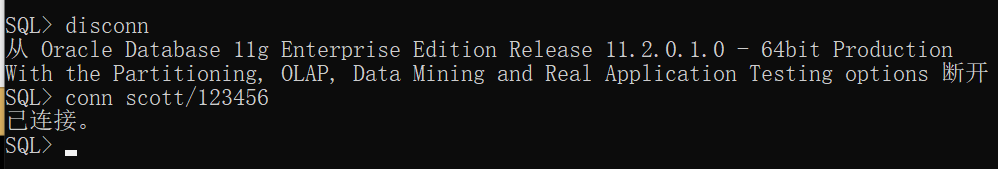 SQL> disconn
从 Oracle Database 11g Enterprise Edition Release 11.2.0.1.0 - 64bit Production
With the Partitioning, OLAP, Data Mining and Real Application Testing options 断开
SQL> conn scott/123456
已连接。
SQL>